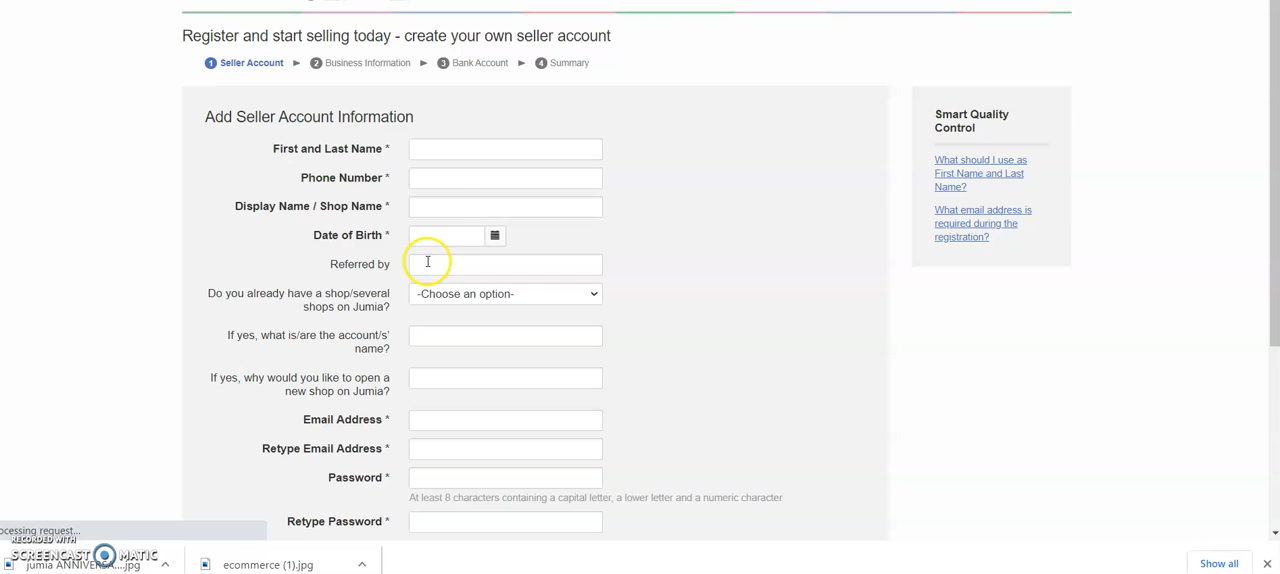 Register and start selling today - create your own seller account
1 Seller Account ► 2 Business Information ► 3 Bank Account ► 4 Summary
Add Seller Account Information
First and Last Name *
Phone Number *
Display Name / Shop Name *
Date of Birth *
Referred by
Do you already have a shop/several
shops on Jumia?
-Choose an option-
If yes, what is/are the account/s'
name?
If yes, why would you like to open a
new shop on Jumia?
Email Address *
Retype Email Address *
Password *
At least 8 characters containing a capital letter, a lower letter and a numeric character
Retype Password *
Smart Quality
Control
What should I use as
First Name and Last
Name?
What email address is
required during the
registration?
ocessing request...
RECORDED WITH
SCREENCAST MATIC
jumia ANNIVERSA....jpg
ecommerce (1).jpg
Show all